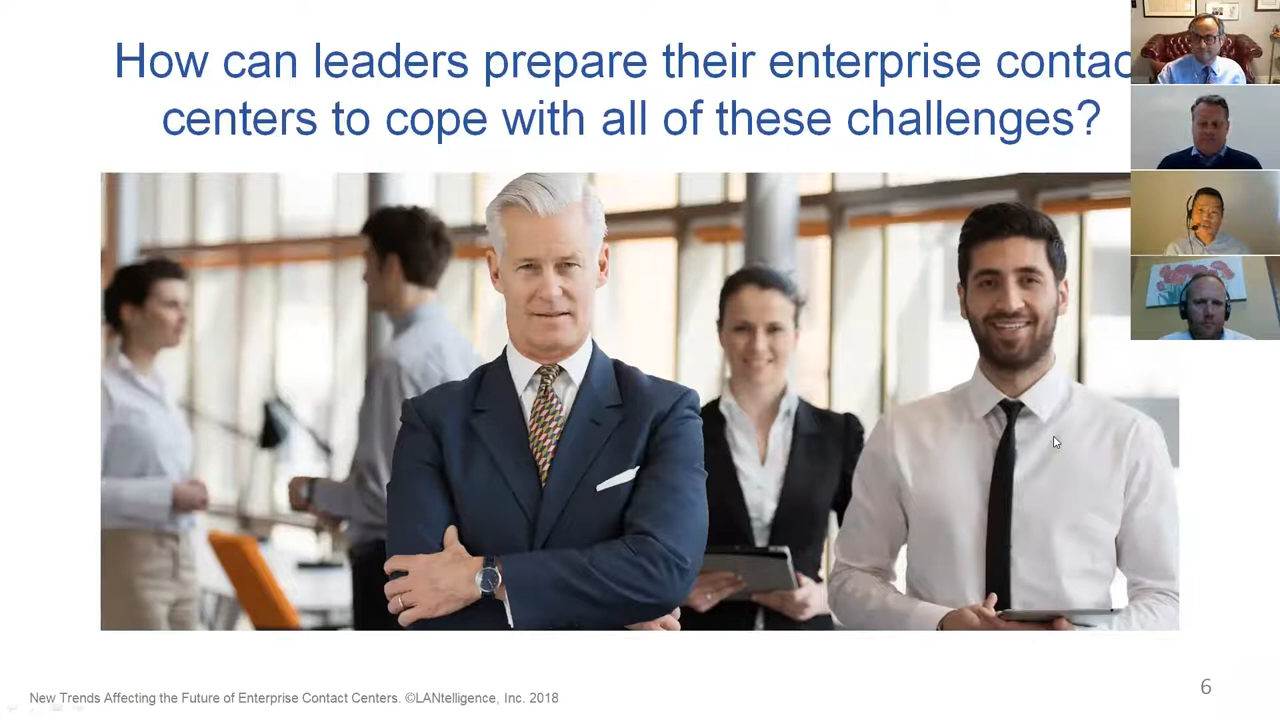 How can leaders prepare their enterprise contac
centers to cope with all of these challenges?
New Trends Affecting the Future of Enterprise Contact Centers. ©LANtelligence, Inc. 2018
6